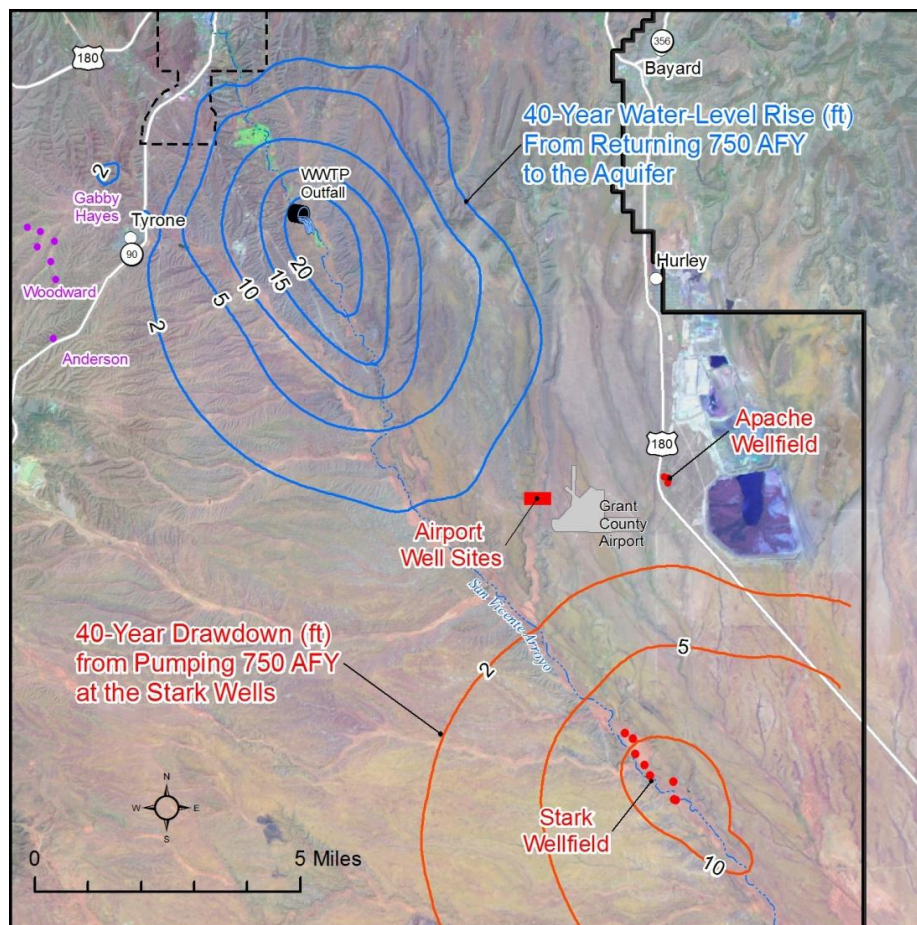 180
356
Bayard
40-Year Water-Level Rise (ft)
From Returning 750 AFY
to the Aquifer
WWTP
Outfall
2
Gabby
Hayes
Tyrone
90
Woodward
Anderson
20
15
10
5
2
Hurley
180
Apache
Wellfield
Airport
Well Sites
Grant
County
Airport
San Vicente Arroyo
40-Year Drawdown (ft)
from Pumping 750 AFY
at the Stark Wells
2
5
10
Stark
Wellfield
N
W
E
S
0
5 Miles